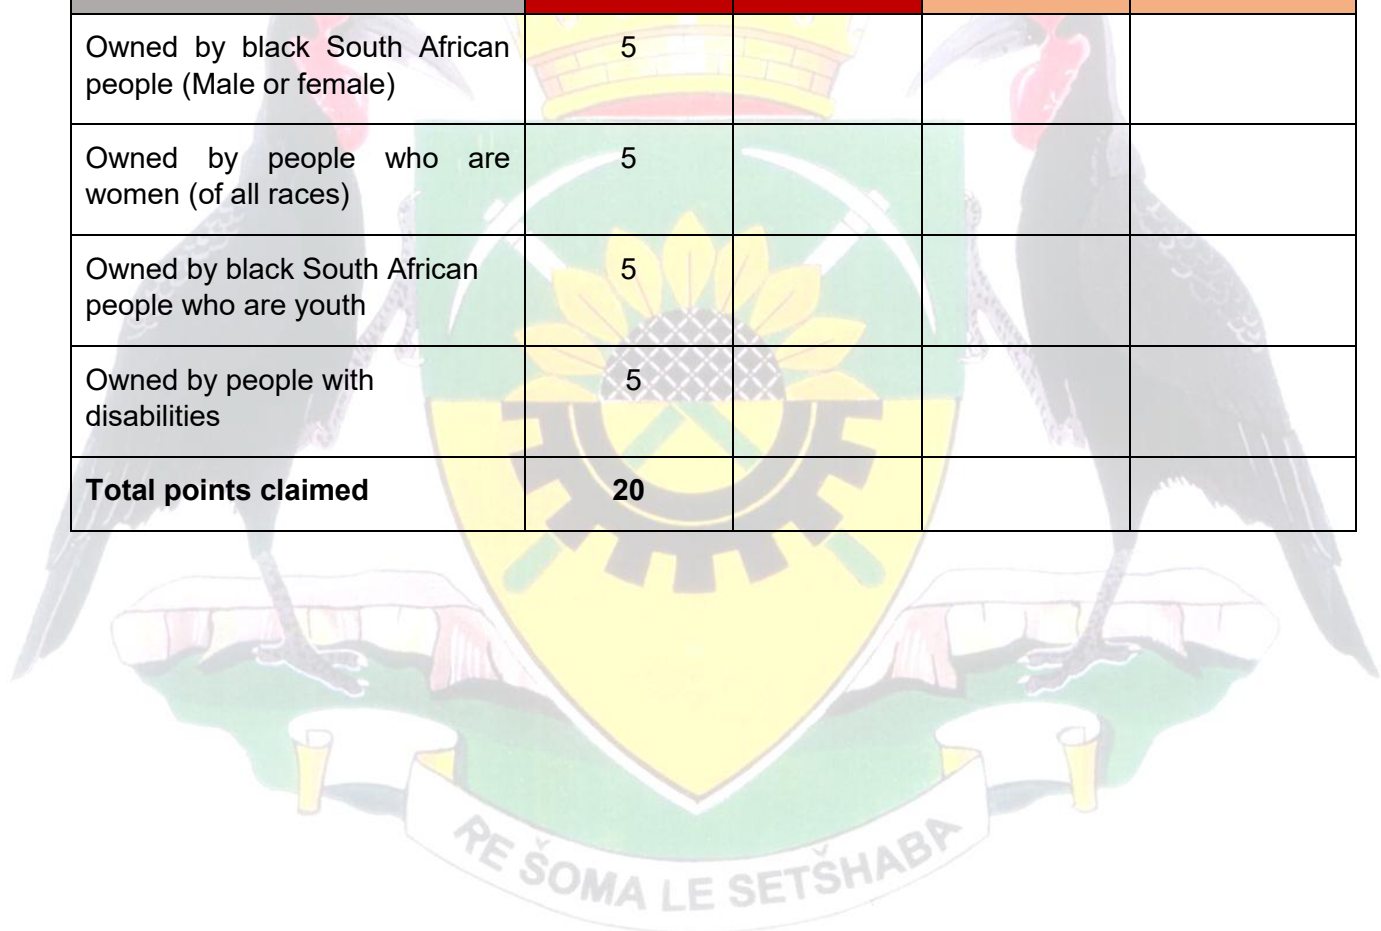 Owned by black South African 5
people (Male or female)
Owned by people who are 5
women (of all races)
Owned by black South African 5
people who are youth
Owned by people with 5
disabilities
Total points claimed 20
RE ŠOMA LE SETŠHABA